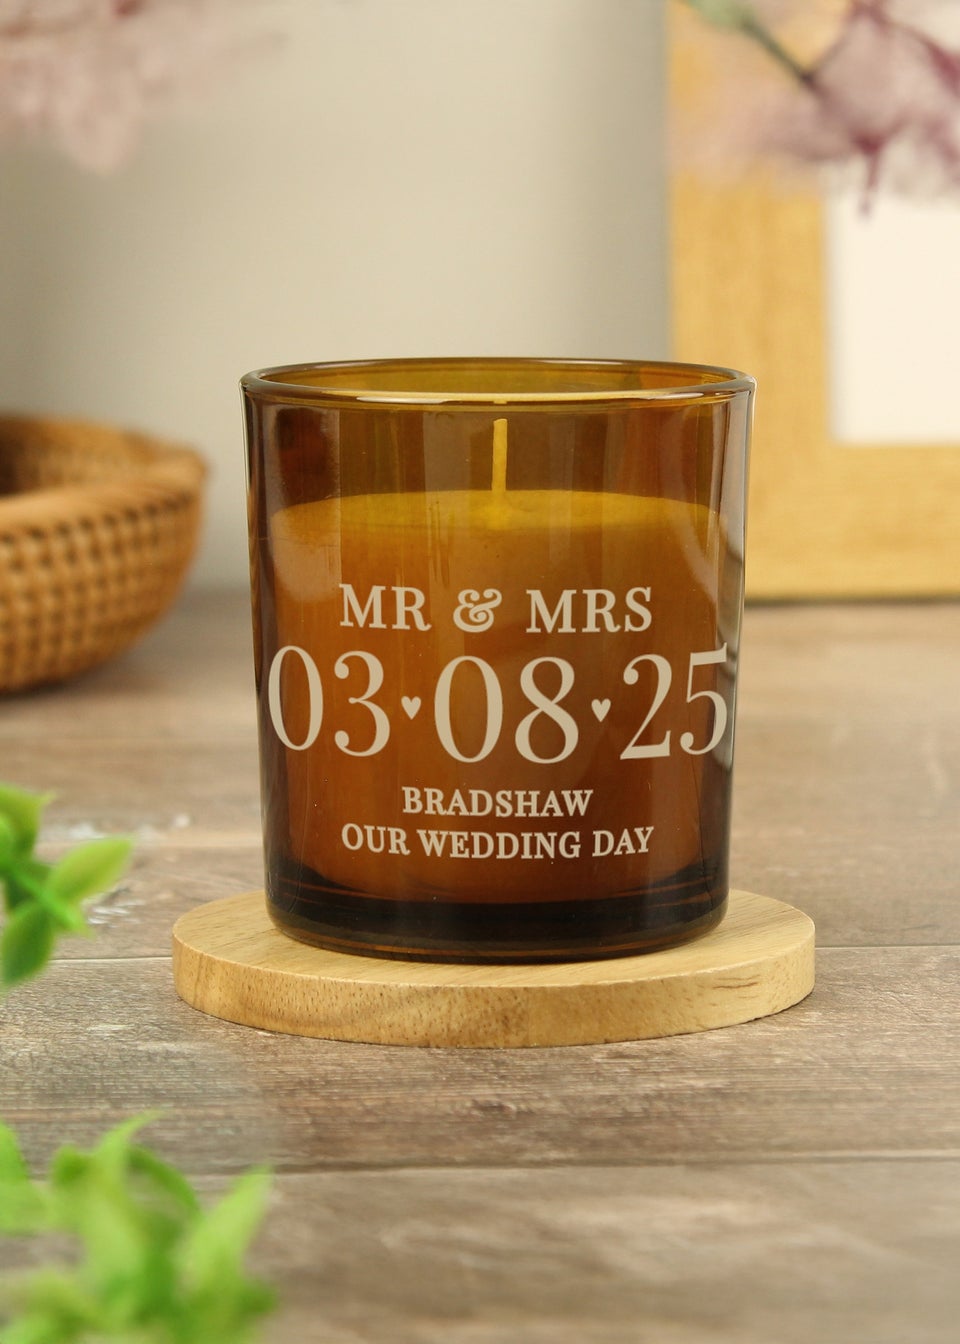 MR & MRS
03♥08♥25
BRADSHAW
OUR WEDDING DAY